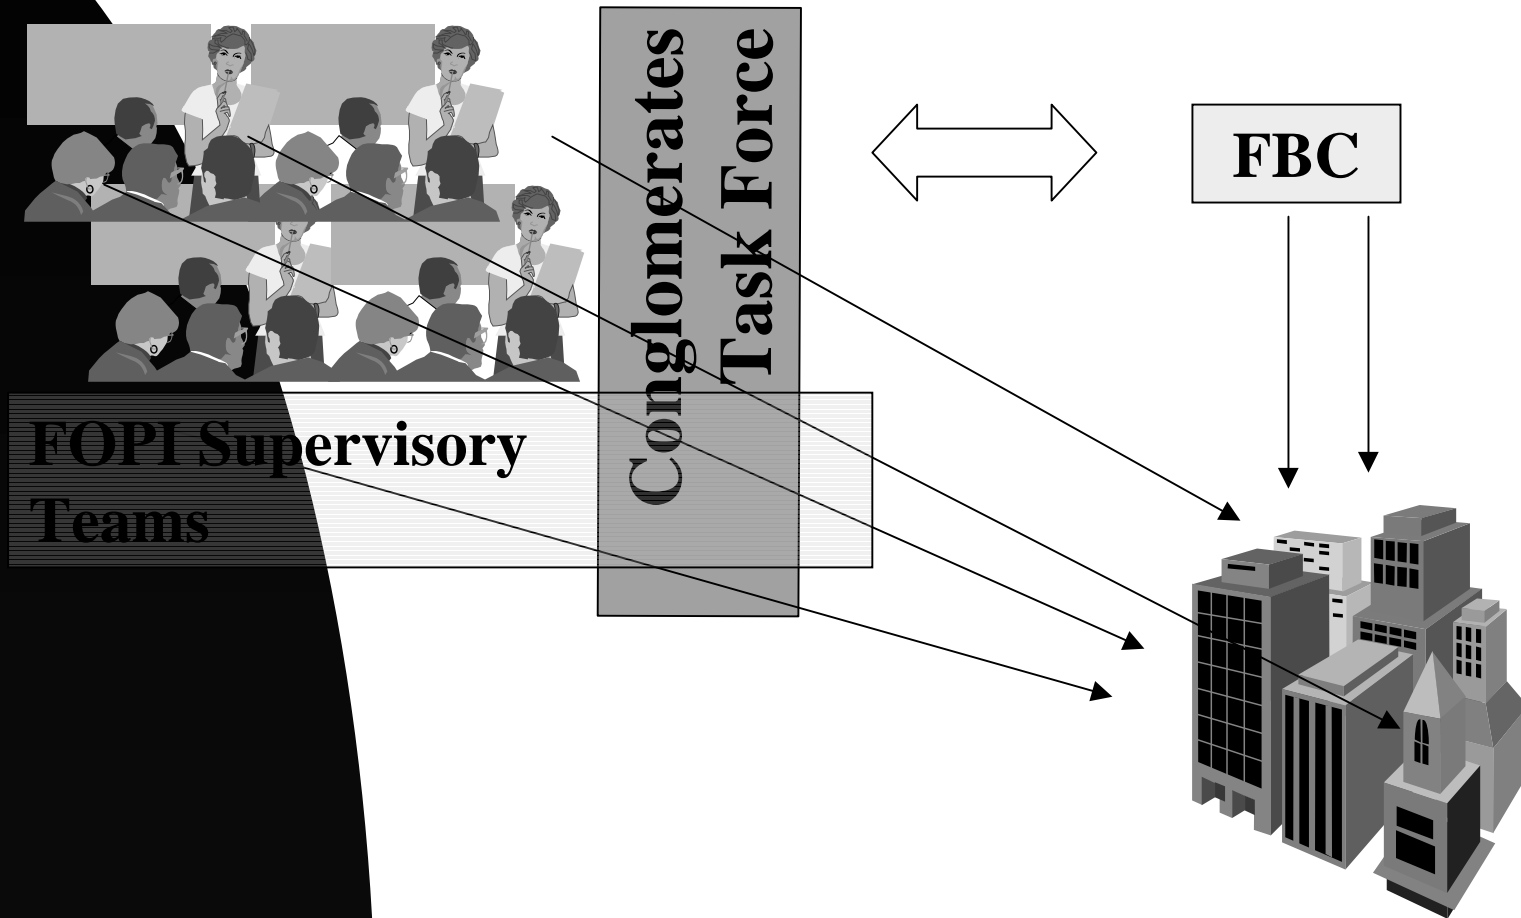 Conglomerates
Task Force
FBC
FOPI Supervisory
Teams